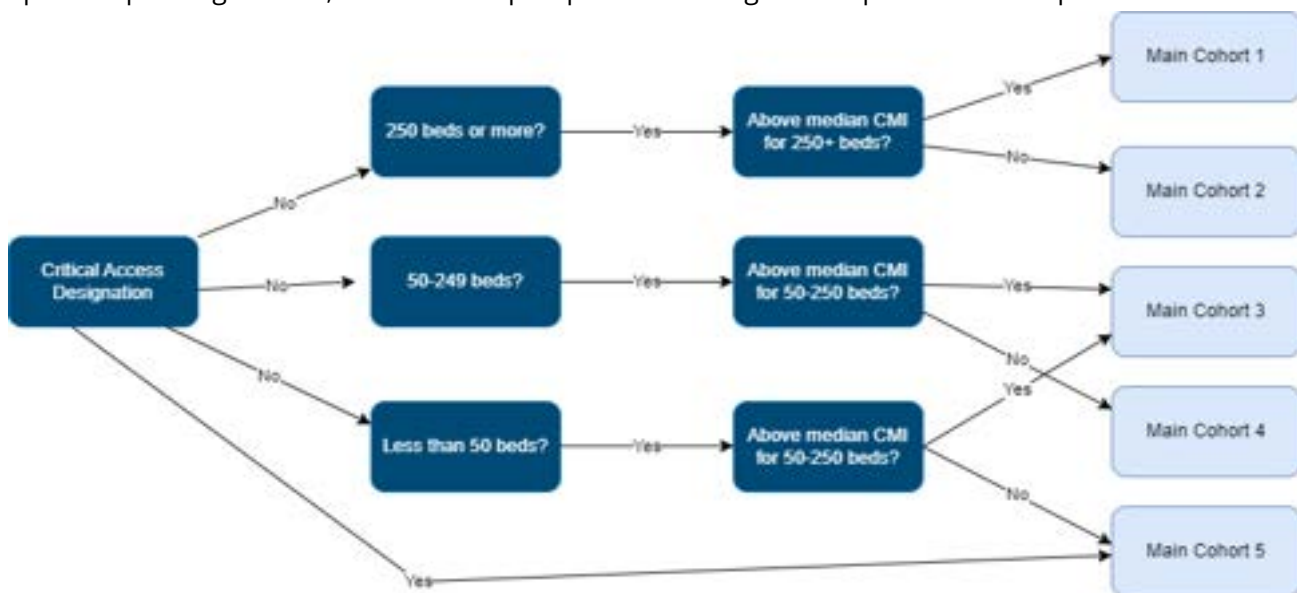 Main Cohort 1
Yes
250 beds or more?
Yes
Above median CMI
for 250+ beds?
No
Main Cohort 2
No
Critical Access
Designation
No
50-249 beds?
Yes
Above median CMI
for 50-250 beds?
Yes
Main Cohort 3
No
No
Yes
Less than 50 beds?
Yes
Above median CMI
for 50-250 beds?
Main Cohort 4
No
Main Cohort 5
Yes